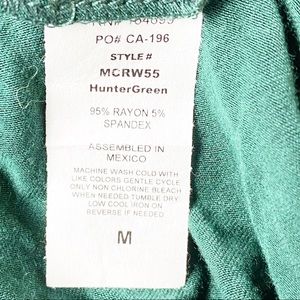 PO# CA-196
STYLE#
MCRW55
HunterGreen
95% RAYON 5%
SPANDEX
ASSEMBLED IN
MEXICO
MACHINE WASH COLD WITH
LIKE COLORS GENTLE CYCLE
ONLY NON CHLORINE BLEACH
WHEN NEEDED TUMBLE DRY
LOW COOL IRON ON
REVERSE IF NEEDED
M